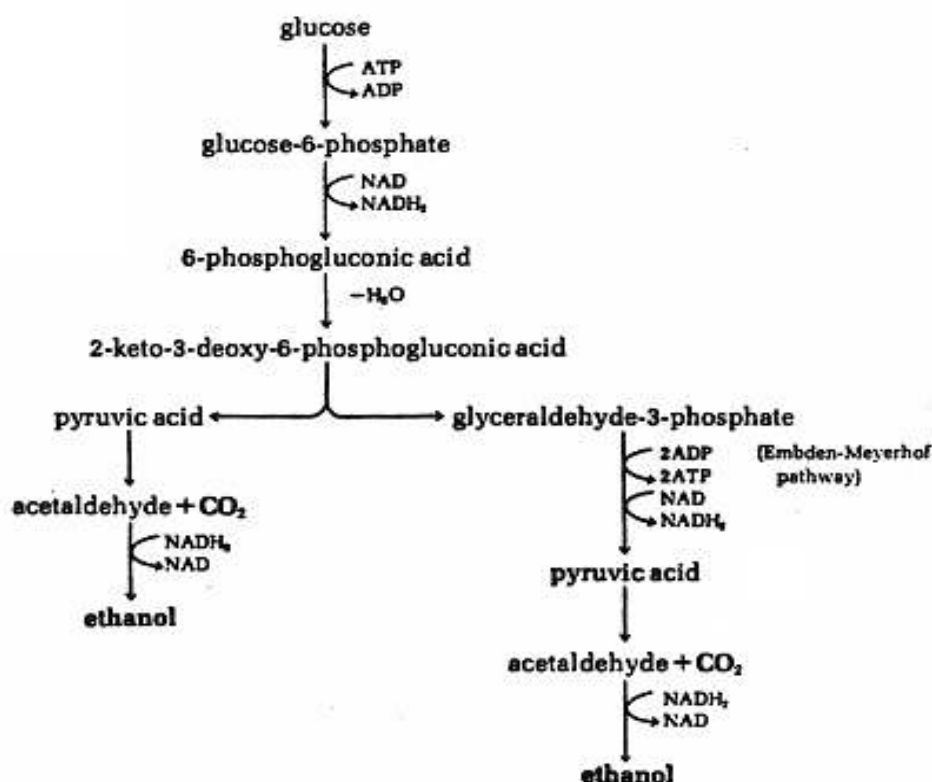 glucose
ATP
ADP
glucose-6-phosphate
NAD
NADH₂
6-phosphogluconic acid
−H₂O
2-keto-3-deoxy-6-phosphogluconic acid
pyruvic acid
glyceraldehyde-3-phosphate
2ADP (Embden-Meyerhof
2ATP pathway)
NAD
NADH₂
acetaldehyde + CO₂
NADH₂
NAD
ethanol
pyruvic acid
acetaldehyde + CO₂
NADH₂
NAD
ethanol